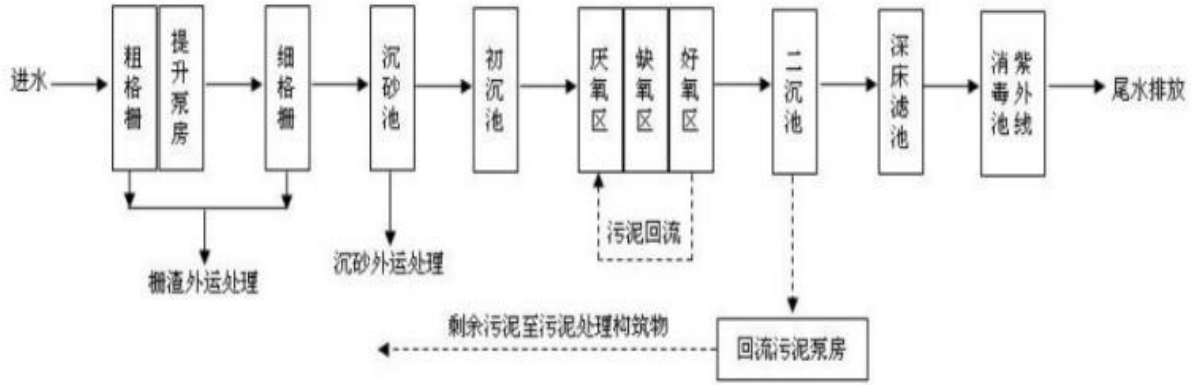 进水
粗格栅
提升泵房
细格栅
沉砂池
初沉池
厌氧区
缺氧区
好氧区
二沉池
深床滤池
紫外线
消毒池
尾水排放
污泥回流
栅渣外运处理
沉砂外运处理
剩余污泥至污泥处理构筑物
回流污泥泵房